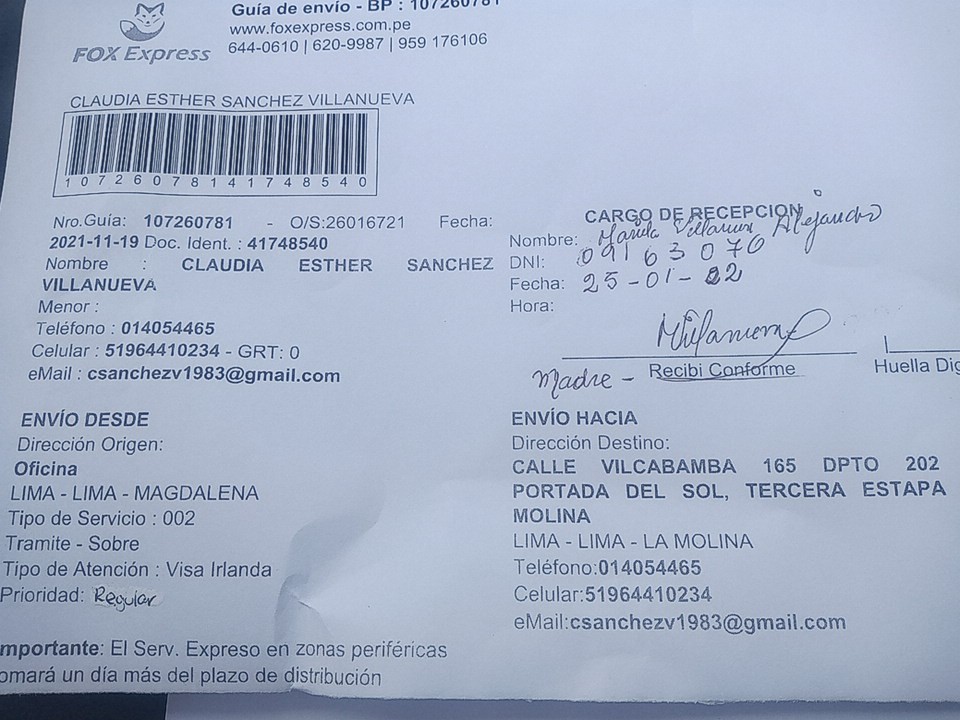 FOX Express
Guía de envío - BP : 107260781
www.foxexpress.com.pe
644-0610 | 620-9987 | 959 176106
CLAUDIA ESTHER SANCHEZ VILLANUEVA
10726078141748540
Nro.Guía: 107260781 - O/S:26016721 Fecha:
2021-11-19 Doc. Ident. : 41748540
Nombre : CLAUDIA ESTHER SANCHEZ
VILLANUEVA
Menor :
Teléfono : 014054465
Celular : 51964410234 - GRT: 0
eMail : csanchezv1983@gmail.com
CARGO DE RECEPCION
Nombre: Alejandro
DNI: 09163076
Fecha: 25-01-22
Hora:
Madre - Recibi Conforme
Huella Dig
ENVÍO DESDE
Dirección Origen:
Oficina
LIMA - LIMA - MAGDALENA
Tipo de Servicio : 002
Tramite - Sobre
Tipo de Atención : Visa Irlanda
Prioridad: Regular
ENVÍO HACIA
Dirección Destino:
CALLE VILCABAMBA 165 DPTO 202
PORTADA DEL SOL, TERCERA ESTAPA
MOLINA
LIMA - LIMA - LA MOLINA
Teléfono:014054465
Celular:51964410234
eMail:csanchezv1983@gmail.com
mportante: El Serv. Expreso en zonas periféricas
omará un día más del plazo de distribución